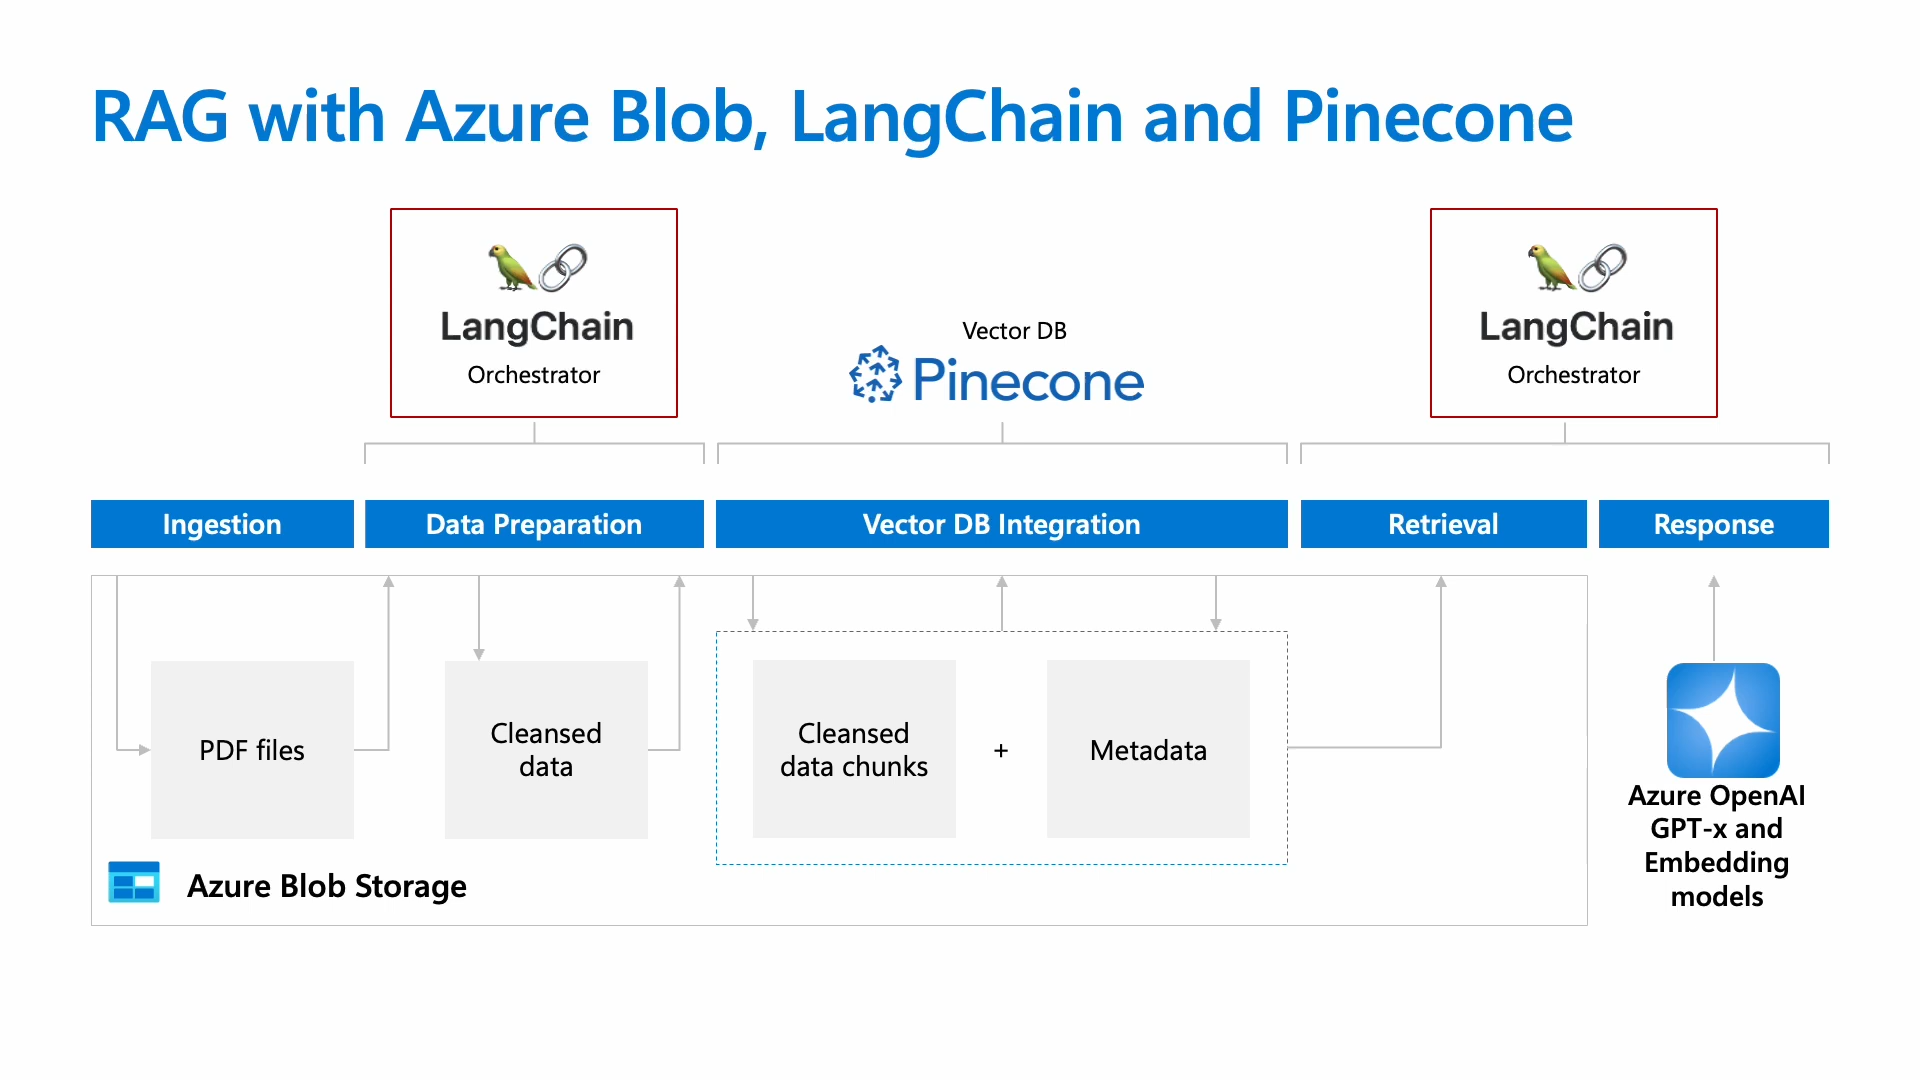 RAG with Azure Blob, LangChain and Pinecone
LangChain
Orchestrator
Vector DB
Pinecone
LangChain
Orchestrator
Ingestion
Data Preparation
Vector DB Integration
Retrieval
Response
PDF files
Cleansed
data
Cleansed
data chunks
+
Metadata
Azure Blob Storage
Azure OpenAI
GPT-x and
Embedding
models